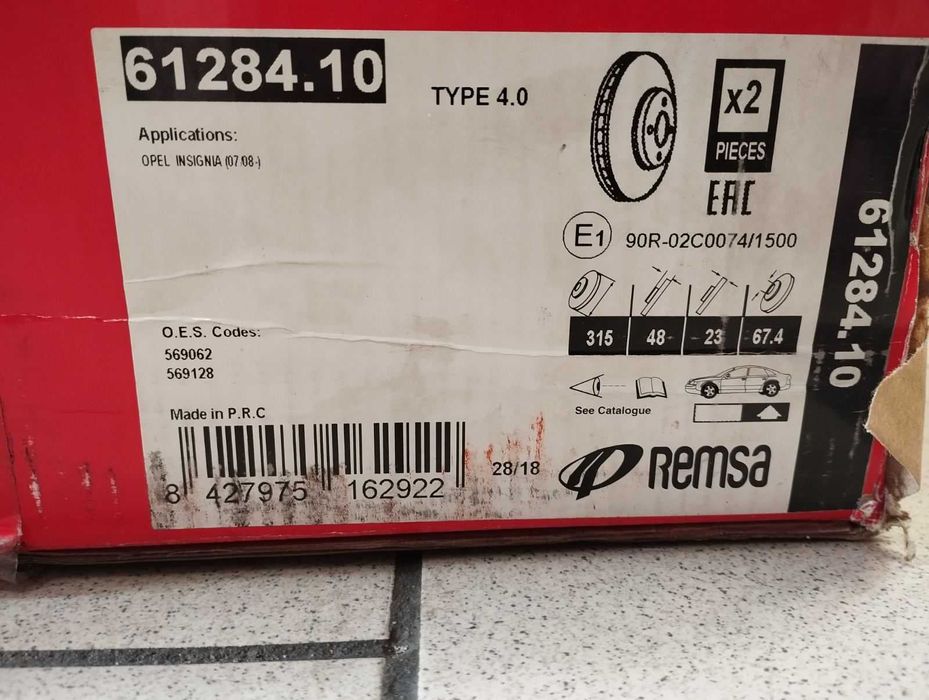 61284.10
TYPE 4.0
x2
PIECES
Applications:
OPEL INSIGNIA (07.08-)
EAC
E1 90R-02C0074/1500
315 48 23 67.4
61284.10
O.E.S. Codes:
569062
569128
See Catalogue
Made in P.R.C
8 427975 162922
28/18
Remsa